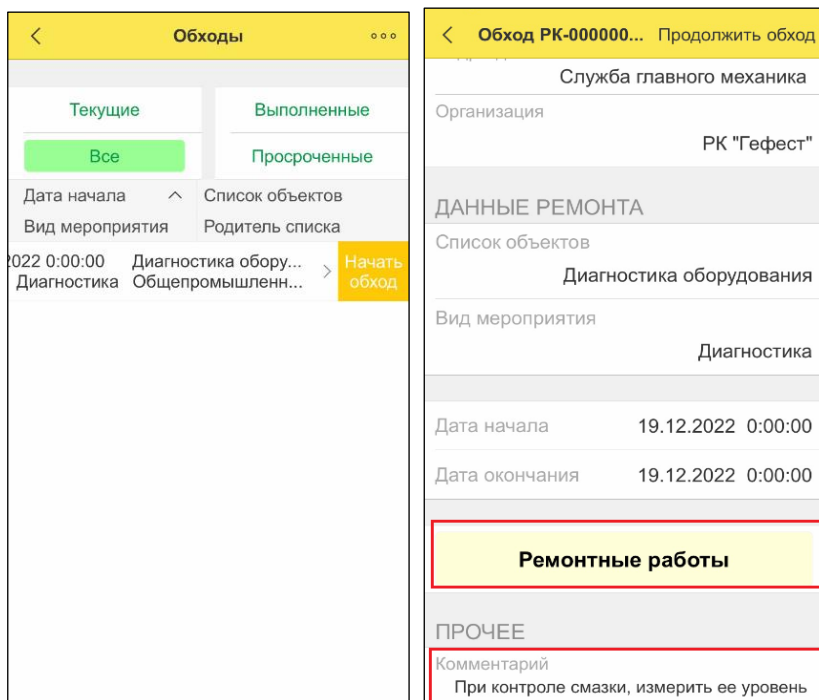 Обходы
Текущие
Выполненные
Все
Просроченные
Дата начала
Список объектов
Вид мероприятия
Родитель списка
2022 0:00:00
Диагностика обору...
Начать
Диагностика
Общепромышленн...
обход
Обход РК-000000...
Продолжить обход
Служба главного механика
Организация
РК "Гефест"
ДАННЫЕ РЕМОНТА
Список объектов
Диагностика оборудования
Вид мероприятия
Диагностика
Дата начала
19.12.2022 0:00:00
Дата окончания
19.12.2022 0:00:00
Ремонтные работы
ПРОЧЕЕ
Комментарий
При контроле смазки, измерить ее уровень